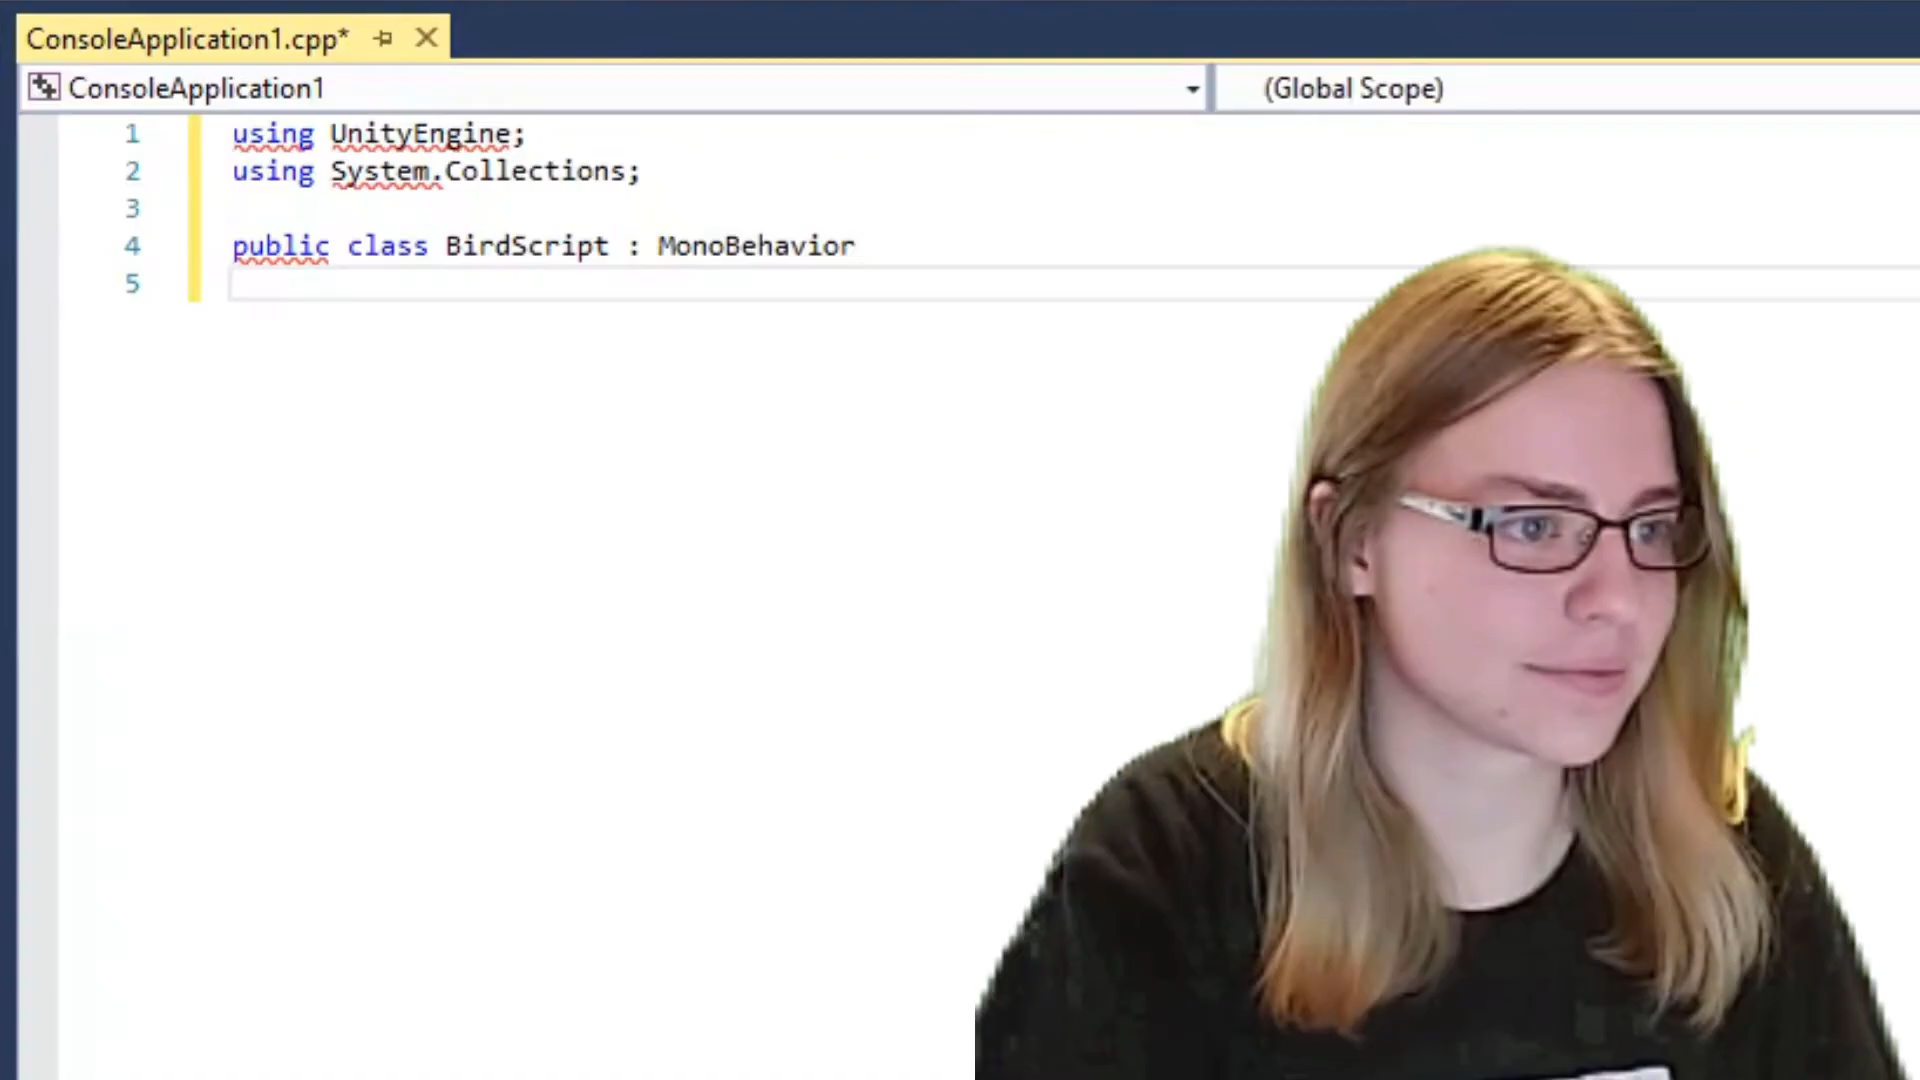 ConsoleApplication1.cpp*
ConsoleApplication1
(Global Scope)
1 using UnityEngine;
2 using System.Collections;
3
4 public class BirdScript : MonoBehavior
5